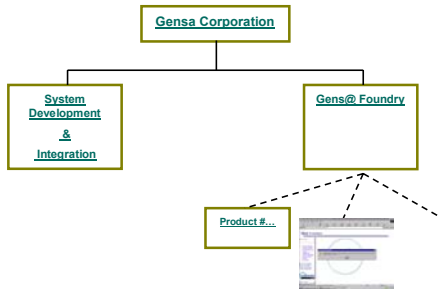 Gensa Corporation
System
Development
&
Integration
Gens@ Foundry
Product #...